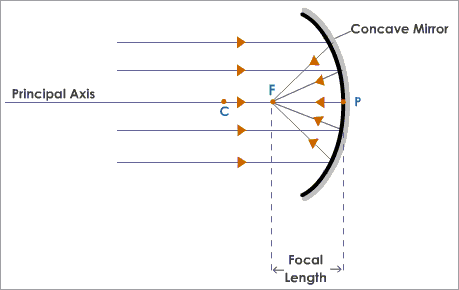 Concave Mirror
Principal Axis
F
C
P
Focal
Length